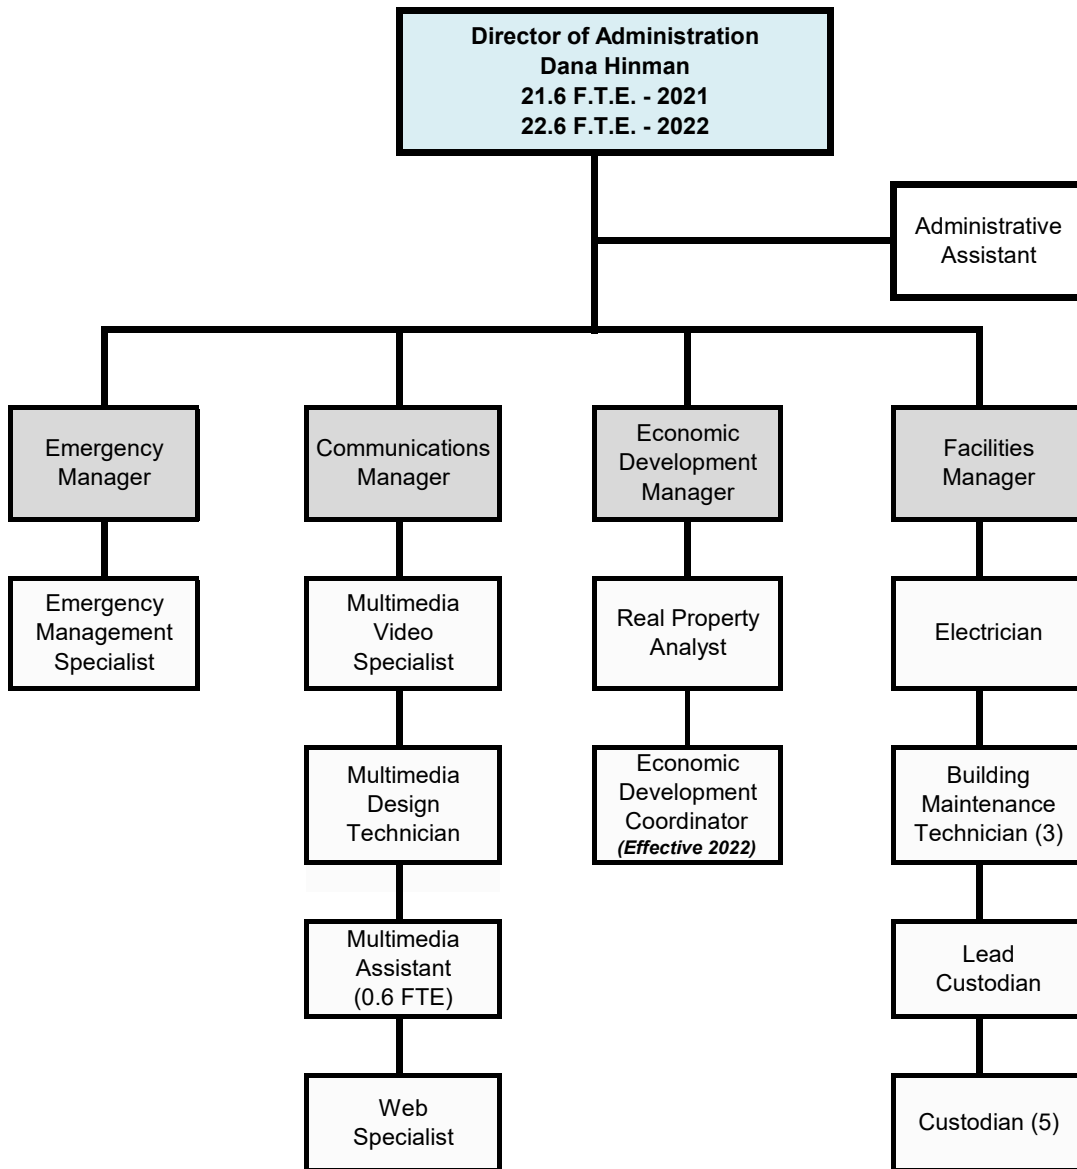 Director of Administration
Dana Hinman
21.6 F.T.E. - 2021
22.6 F.T.E. - 2022
Administrative
Assistant
Emergency
Manager
Communications
Manager
Economic
Development
Manager
Facilities
Manager
Emergency
Management
Specialist
Multimedia
Video
Specialist
Real Property
Analyst
Electrician
Multimedia
Design
Technician
Economic
Development
Coordinator
(Effective 2022)
Building
Maintenance
Technician (3)
Multimedia
Assistant
(0.6 FTE)
Lead
Custodian
Web
Specialist
Custodian (5)